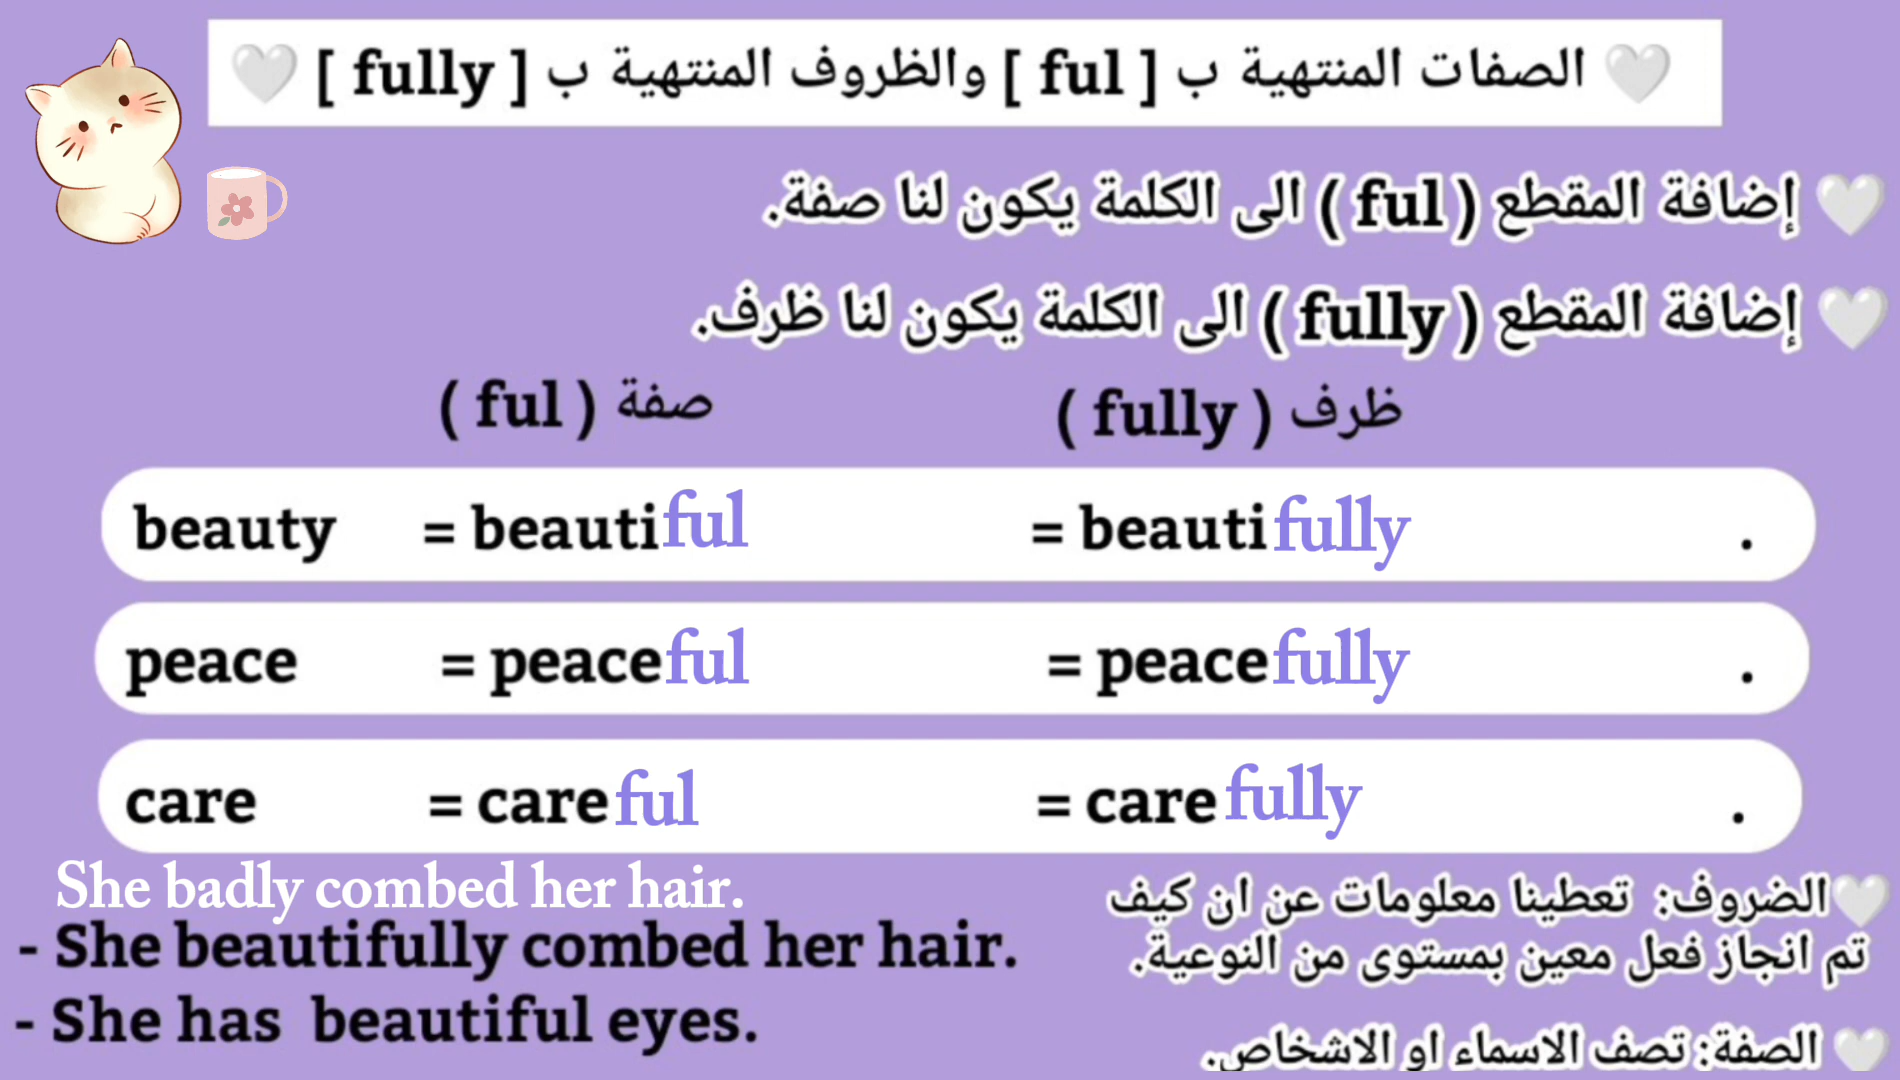 الصفات المنتهية ب [ ful ] والظروف المنتهية ب [ fully ]
إضافة المقطع ( ful ) الى الكلمة يكون لنا صفة.
إضافة المقطع ( fully ) الى الكلمة يكون لنا ظرف.
صفة ( ful ) ظرف ( fully )
beauty = beautiful = beautifully .
peace = peaceful = peacefully .
care = careful = carefully .
She badly combed her hair.
- She beautifully combed her hair.
- She has beautiful eyes.
الضروف: تعطينا معلومات عن ان كيف
تم انجاز فعل معين بمستوى من النوعية.
الصفة: تصف الاسماء او الاشخاص.